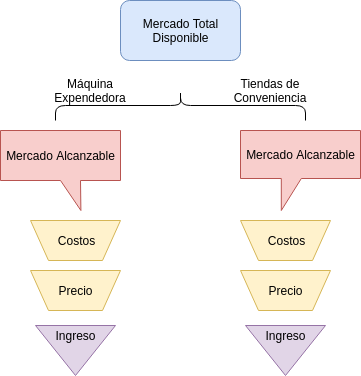 Mercado Total
Disponible
Máquina
Expendedora
Tiendas de
Conveniencia
Mercado Alcanzable
Mercado Alcanzable
Costos
Costos
Precio
Precio
Ingreso
Ingreso